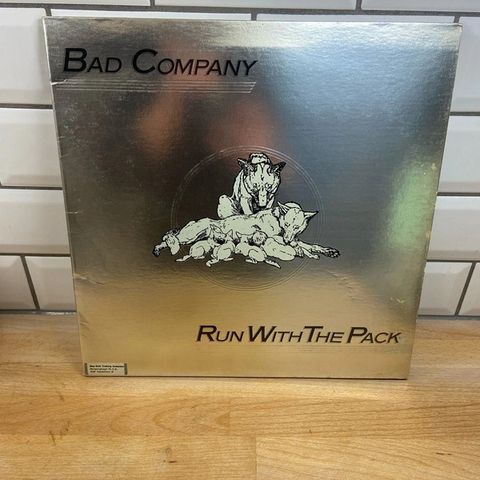 BAD COMPANY
RUN WITH THE PACK